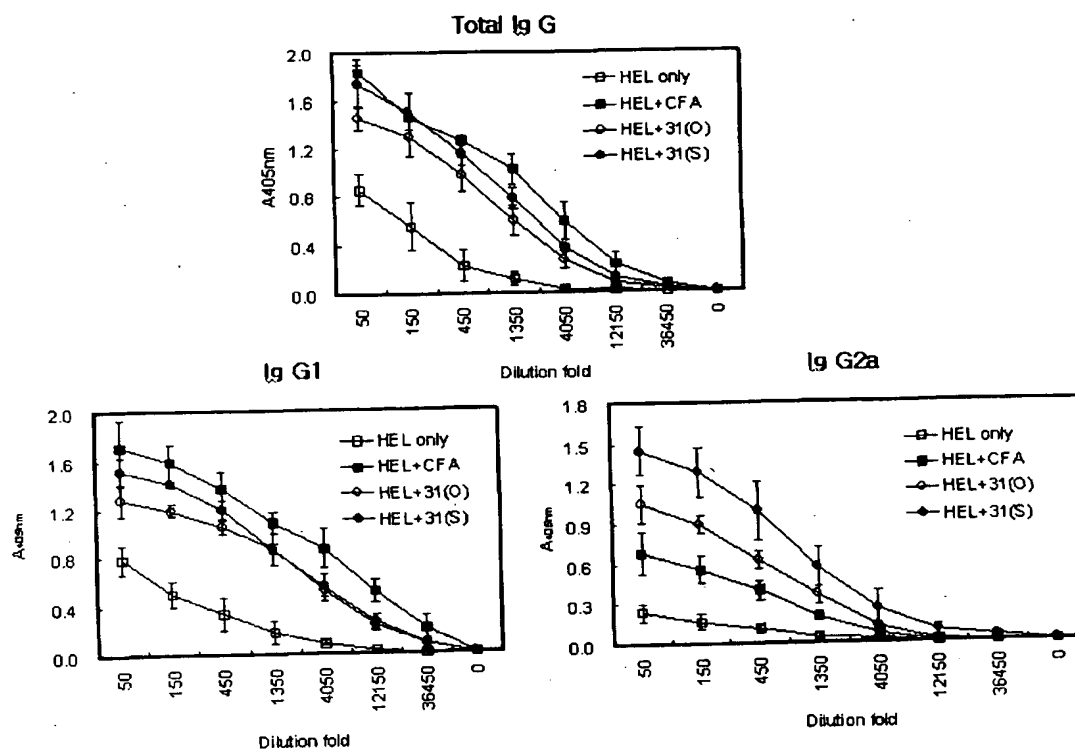 Total Ig G
2.0
1.6
1.2
0.8
0.4
0.0
A405nm
HEL only
HEL+CFA
HEL+31(O)
HEL+31(S)
50
150
450
1350
4050
12150
36450
0
Dilution fold
Ig G1
2.0
1.6
1.2
0.8
0.4
0.0
HEL only
HEL+CFA
HEL+31(O)
HEL+31(S)
50
150
450
1350
4050
12150
36450
0
Dilution fold
Ig G2a
1.8
1.5
1.2
0.9
0.6
0.3
0.0
HEL only
HEL+CFA
HEL+31(O)
HEL+31(S)
50
150
450
1350
4050
12150
36450
0
Dilution fold